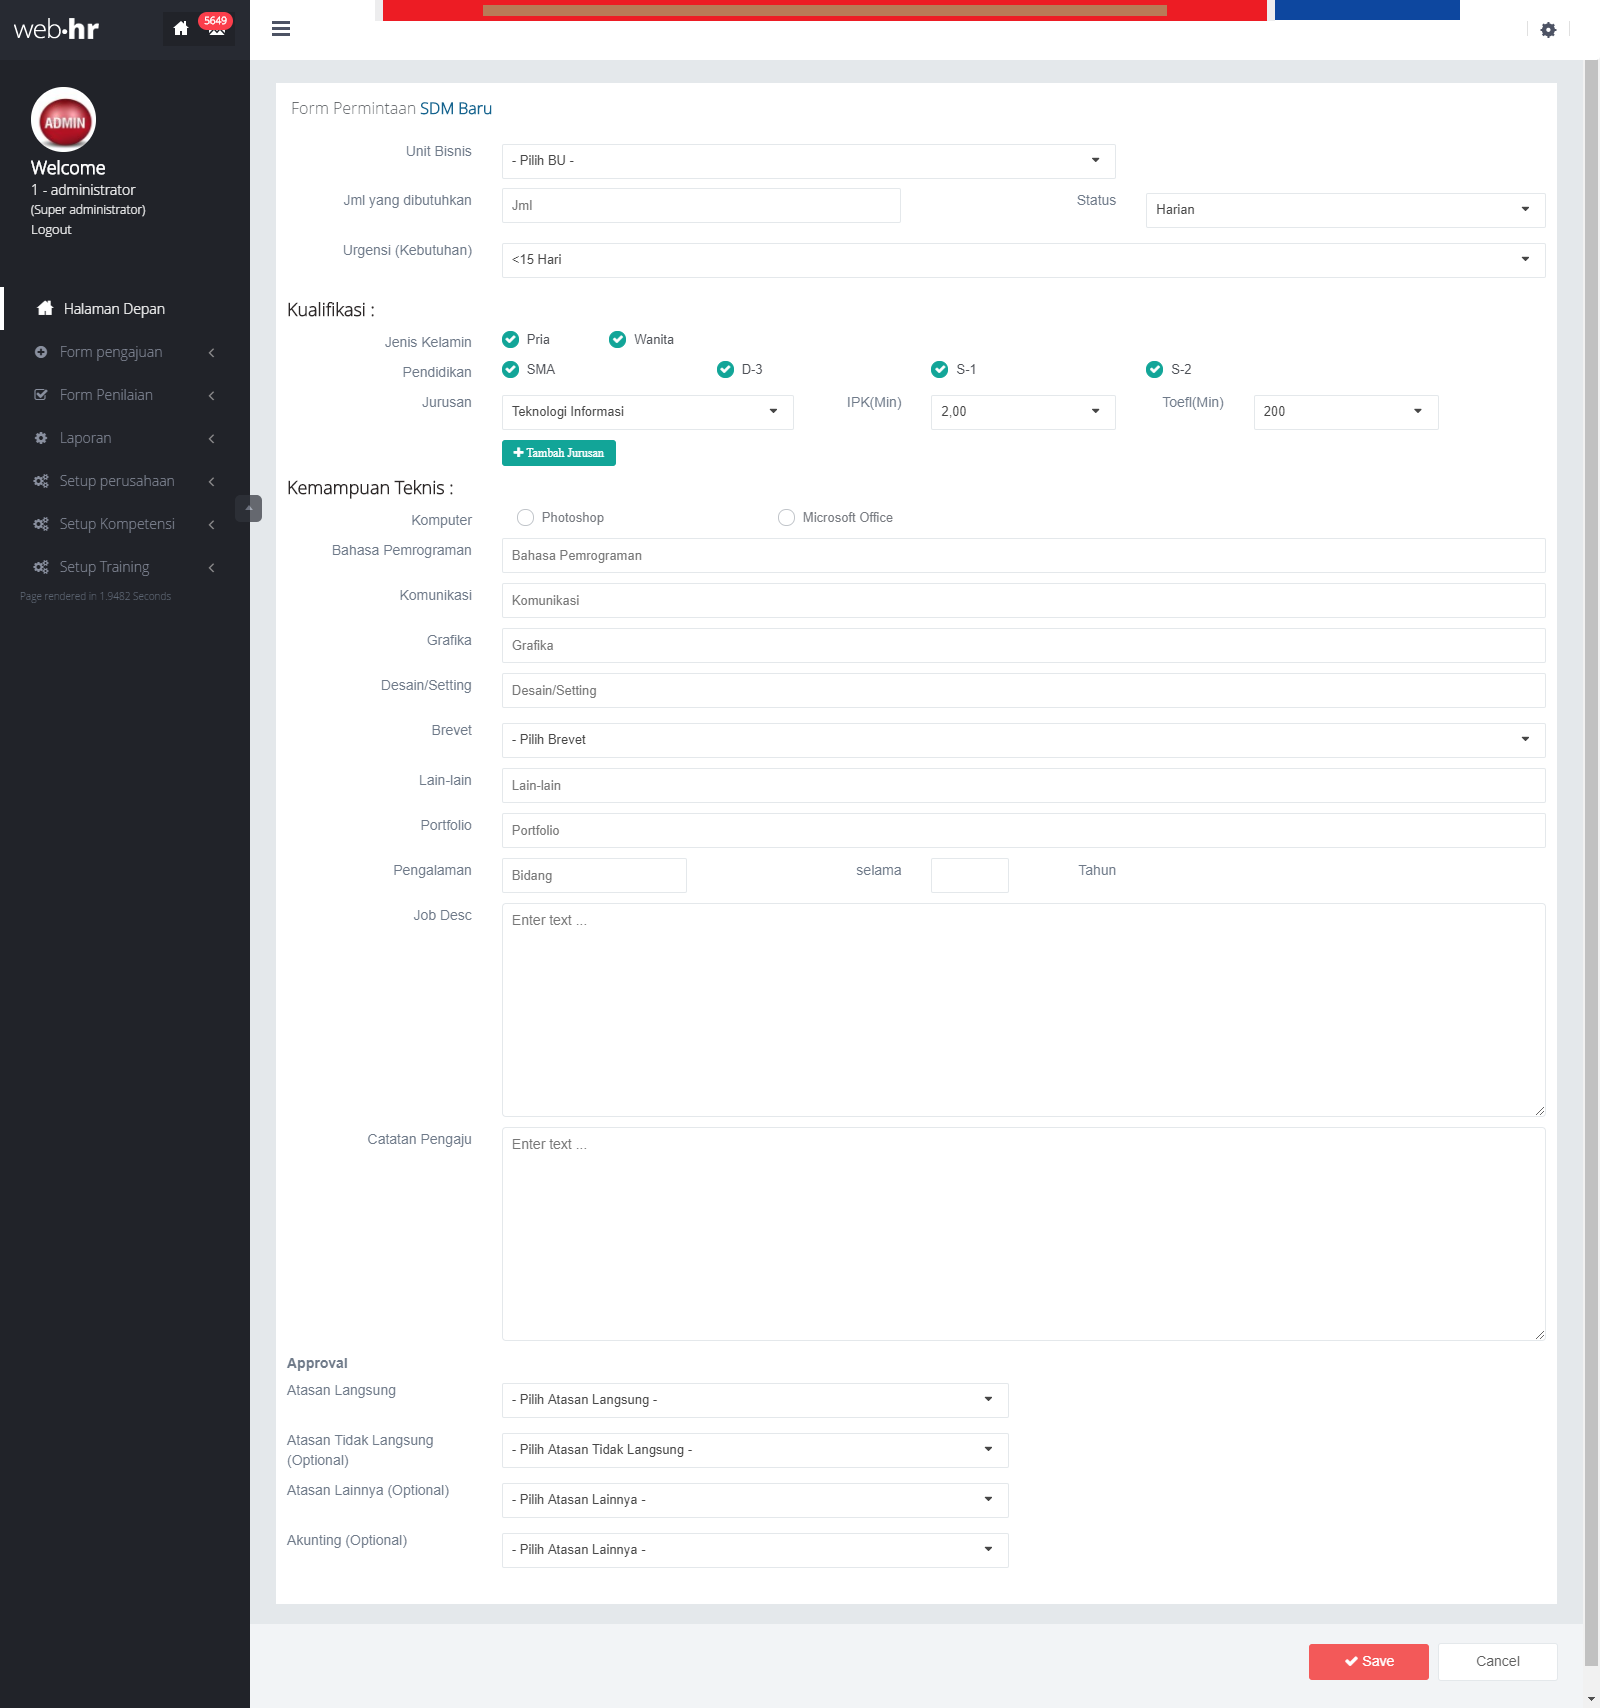 web·hr
5649
ADMIN
Welcome
1 - administrator
(Super administrator)
Logout
Halaman Depan
Form pengajuan
Form Penilaian
Laporan
Setup perusahaan
Setup Kompetensi
Setup Training
Page rendered in 1.9482 Seconds
Form Permintaan SDM Baru
Unit Bisnis - Pilih BU -
Jml yang dibutuhkan Jml Status Harian
Urgensi (Kebutuhan) <15 Hari
Kualifikasi :
Jenis Kelamin Pria Wanita
Pendidikan SMA D-3 S-1 S-2
Jurusan Teknologi Informasi IPK(Min) 2,00 Toefl(Min) 200
Tambah Jurusan
Kemampuan Teknis :
Komputer Photoshop Microsoft Office
Bahasa Pemrograman Bahasa Pemrograman
Komunikasi Komunikasi
Grafika Grafika
Desain/Setting Desain/Setting
Brevet - Pilih Brevet
Lain-lain Lain-lain
Portfolio Portfolio
Pengalaman Bidang selama Tahun
Job Desc Enter text ...
Catatan Pengaju Enter text ...
Approval
Atasan Langsung - Pilih Atasan Langsung -
Atasan Tidak Langsung (Optional) - Pilih Atasan Tidak Langsung -
Atasan Lainnya (Optional) - Pilih Atasan Lainnya -
Akunting (Optional) - Pilih Atasan Lainnya -
Save Cancel